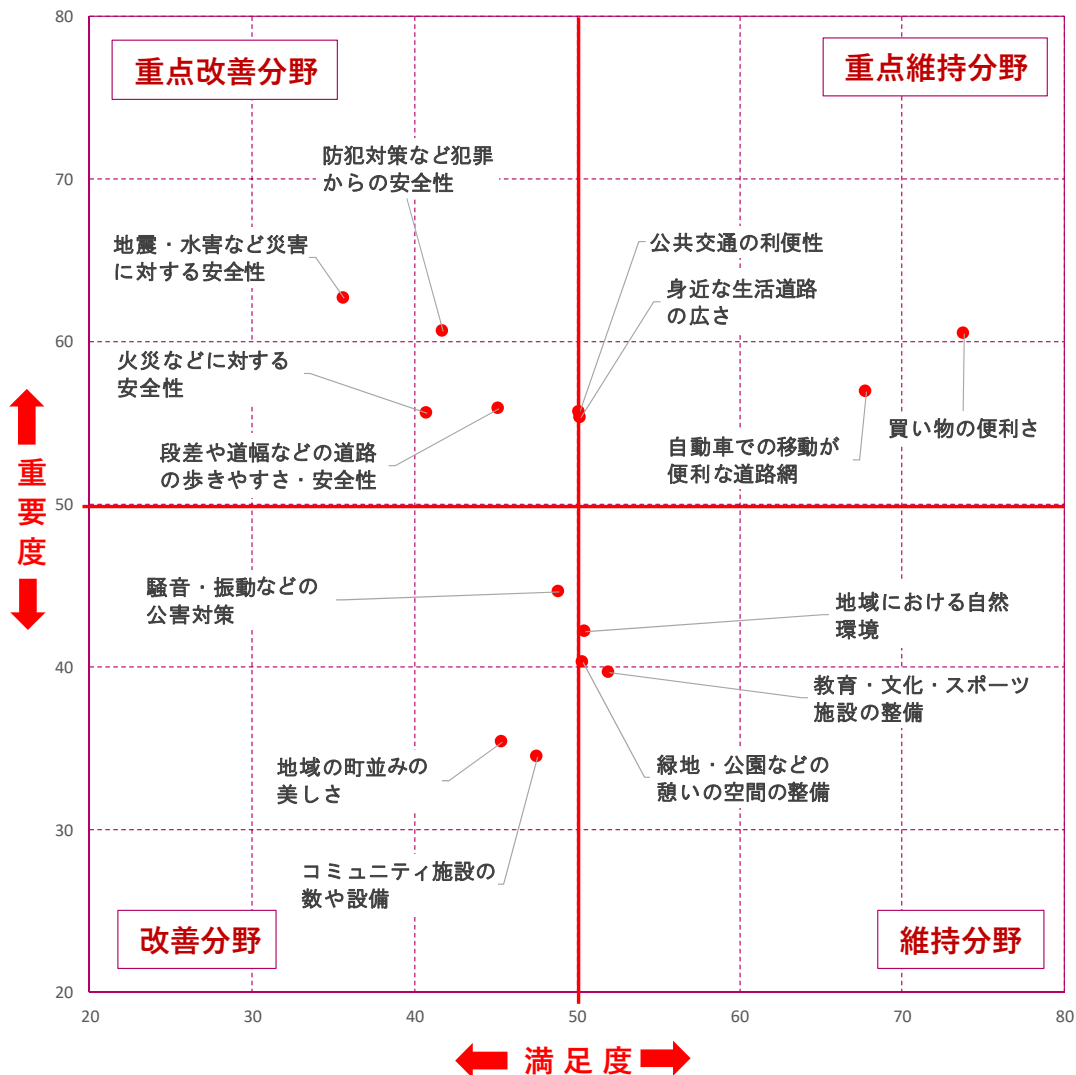 80
重点改善分野
重点維持分野
防犯対策など犯罪
からの安全性
70
地震・水害など災害
に対する安全性
公共交通の利便性
身近な生活道路
の広さ
60
火災などに対する
安全性
買い物の便利さ
自動車での移動が
便利な道路網
段差や道幅などの道路
の歩きやすさ・安全性
50
重要度
騒音・振動などの
公害対策
地域における自然
環境
40
教育・文化・スポーツ
施設の整備
緑地・公園などの
憩いの空間の整備
地域の町並みの
美しさ
30
コミュニティ施設の
数や設備
改善分野
維持分野
20
20 30 40 50 60 70 80
満足度